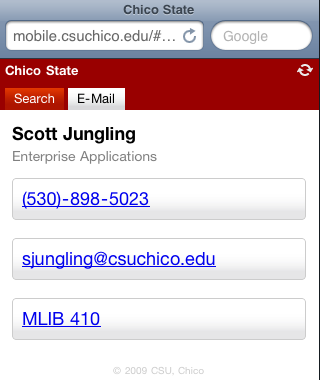 Chico State
mobile.csuchico.edu/#...
Google
Chico State
Search
E-Mail
Scott Jungling
Enterprise Applications
(530)-898-5023
sjungling@csuchico.edu
MLIB 410
© 2009 CSU, Chico